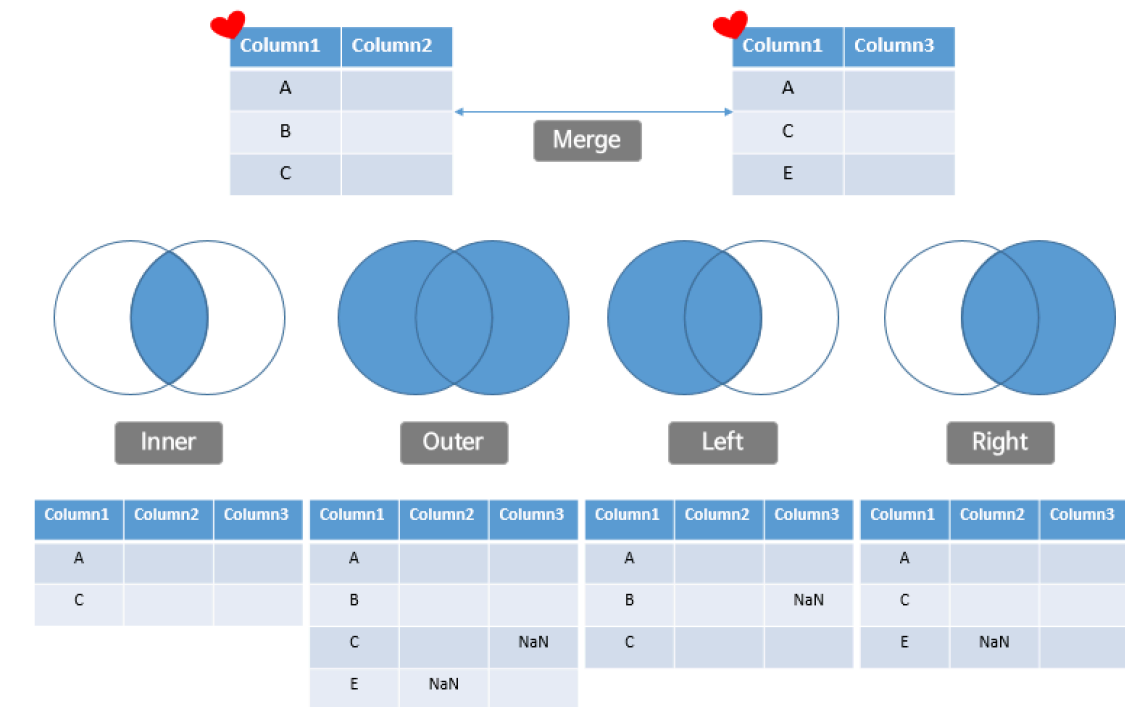 Column1 Column2
A
B
C
Merge
Column1 Column3
A
C
E
Inner Outer Left Right
Column1 Column2 Column3
A
C
Column1 Column2 Column3
A
B
C NaN
E NaN
Column1 Column2 Column3
A
B NaN
C
Column1 Column2 Column3
A
C
E NaN